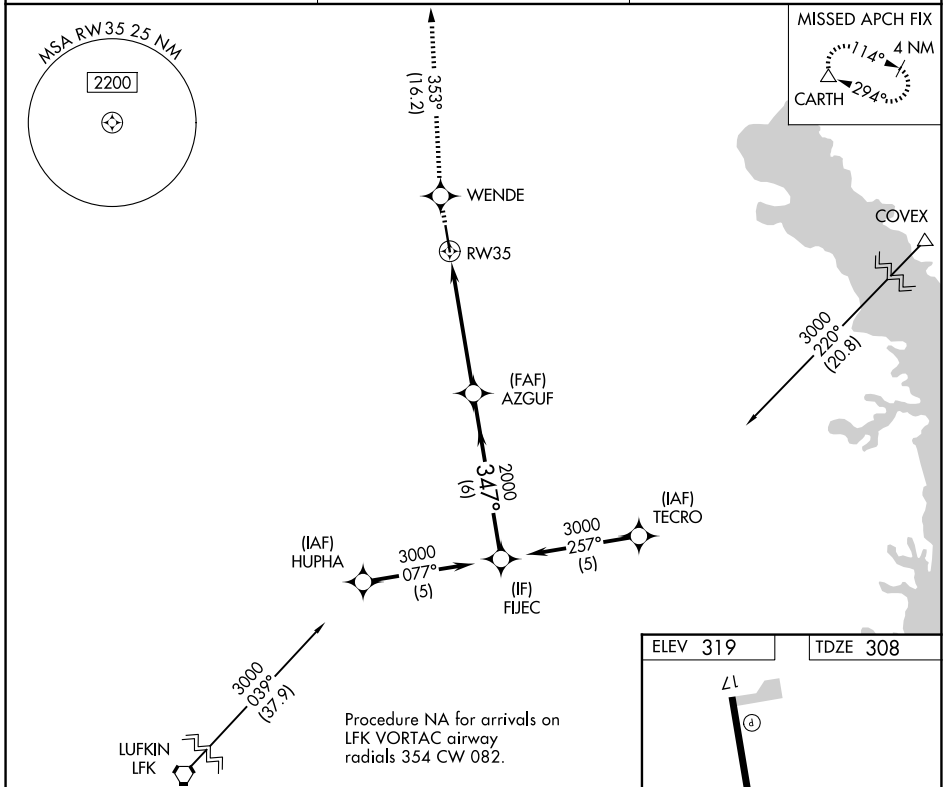 MSA RW35 25 NM
2200
MISSED APCH FIX
4 NM
114°
294°
CARTH
353°
(16.2)
WENDE
RW35
COVEX
3000
220°
(20.8)
(FAF)
AZGUF
2000
347°
(6)
(IAF)
TECRO
3000
257°
(5)
(IAF)
HUPHA
3000
077°
(5)
(IF)
FIJEC
3000
039°
(37.9)
LUFKIN
LFK
Procedure NA for arrivals on
LFK VORTAC airway
radials 354 CW 082.
ELEV 319
TDZE 308
17
P